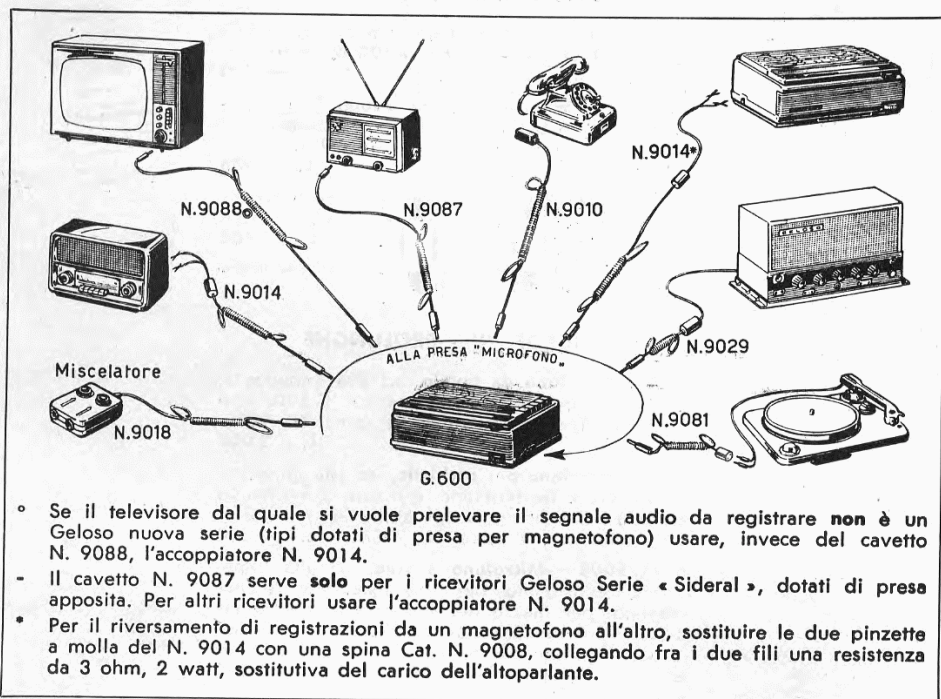 N.9014*
N.9088°
N.9087
N.9010
GELOSO
N.9014
N.9029
ALLA PRESA "MICROFONO"
Miscelatore
N.9018
N.9081
G.600
° Se il televisore dal quale si vuole prelevare il segnale audio da registrare non è un
Geloso nuova serie (tipi dotati di presa per magnetofono) usare, invece del cavetto
N. 9088, l'accoppiatore N. 9014.
- Il cavetto N. 9087 serve solo per i ricevitori Geloso Serie « Sideral », dotati di presa
apposita. Per altri ricevitori usare l'accoppiatore N. 9014.
* Per il riversamento di registrazioni da un magnetofono all'altro, sostituire le due pinzette
a molla del N. 9014 con una spina Cat. N. 9008, collegando fra i due fili una resistenza
da 3 ohm, 2 watt, sostitutiva del carico dell'altoparlante.